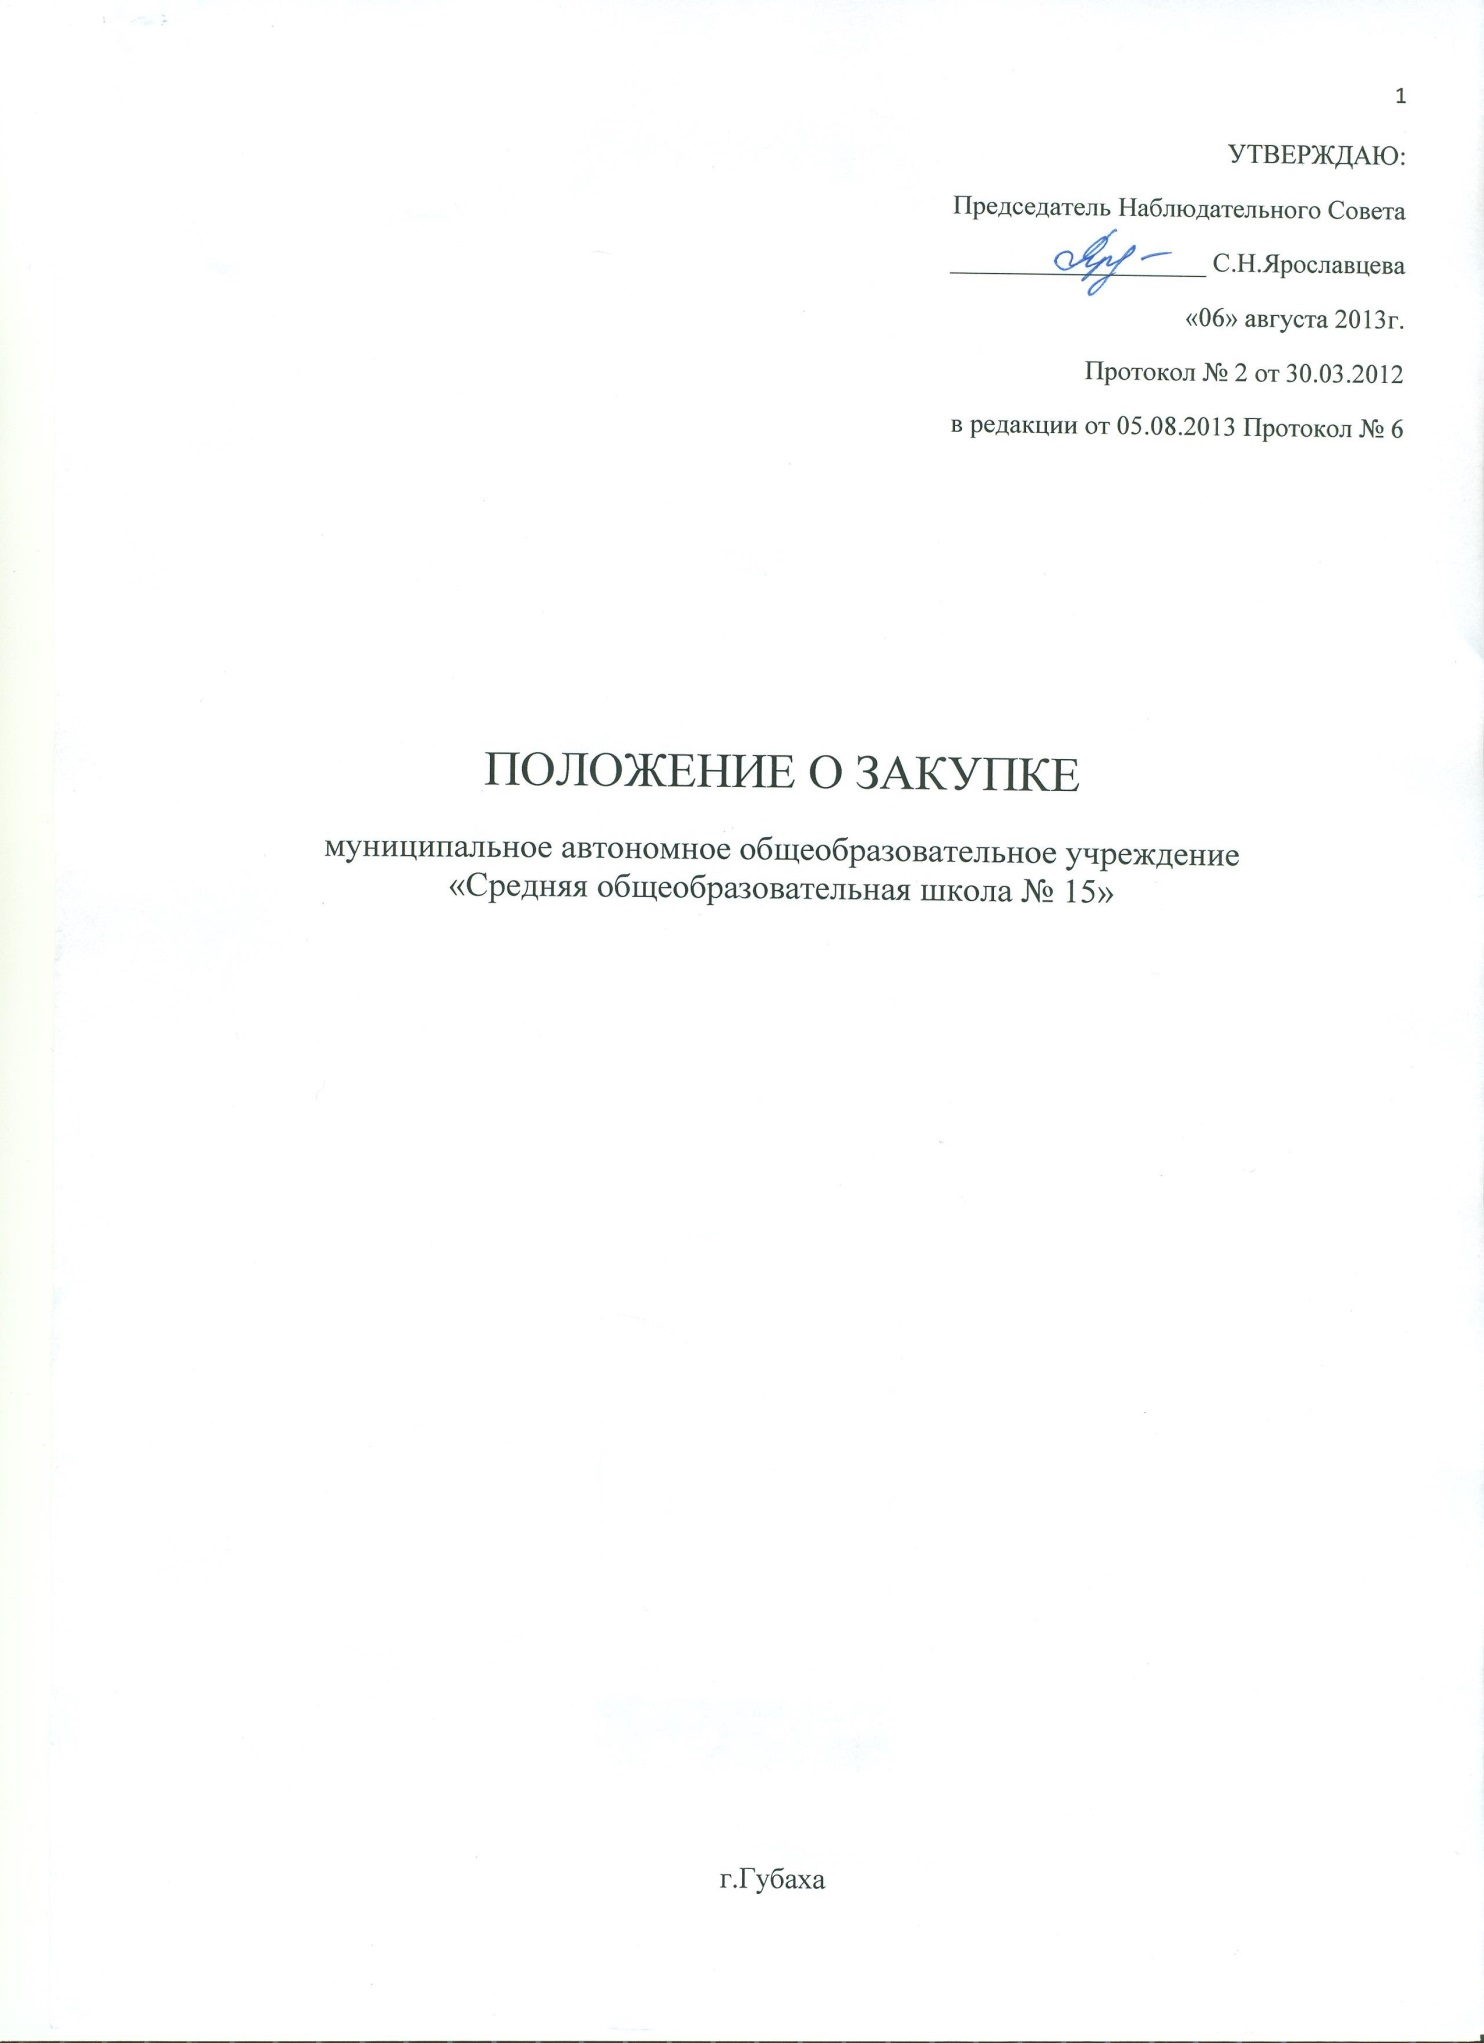 1
УТВЕРЖДАЮ:
Председатель Наблюдательного Совета
___________________ С.Н.Ярославцева
«06» августа 2013г.
Протокол № 2 от 30.03.2012
в редакции от 05.08.2013 Протокол № 6
ПОЛОЖЕНИЕ О ЗАКУПКЕ
муниципальное автономное общеобразовательное учреждение
«Средняя общеобразовательная школа № 15»
г.Губаха